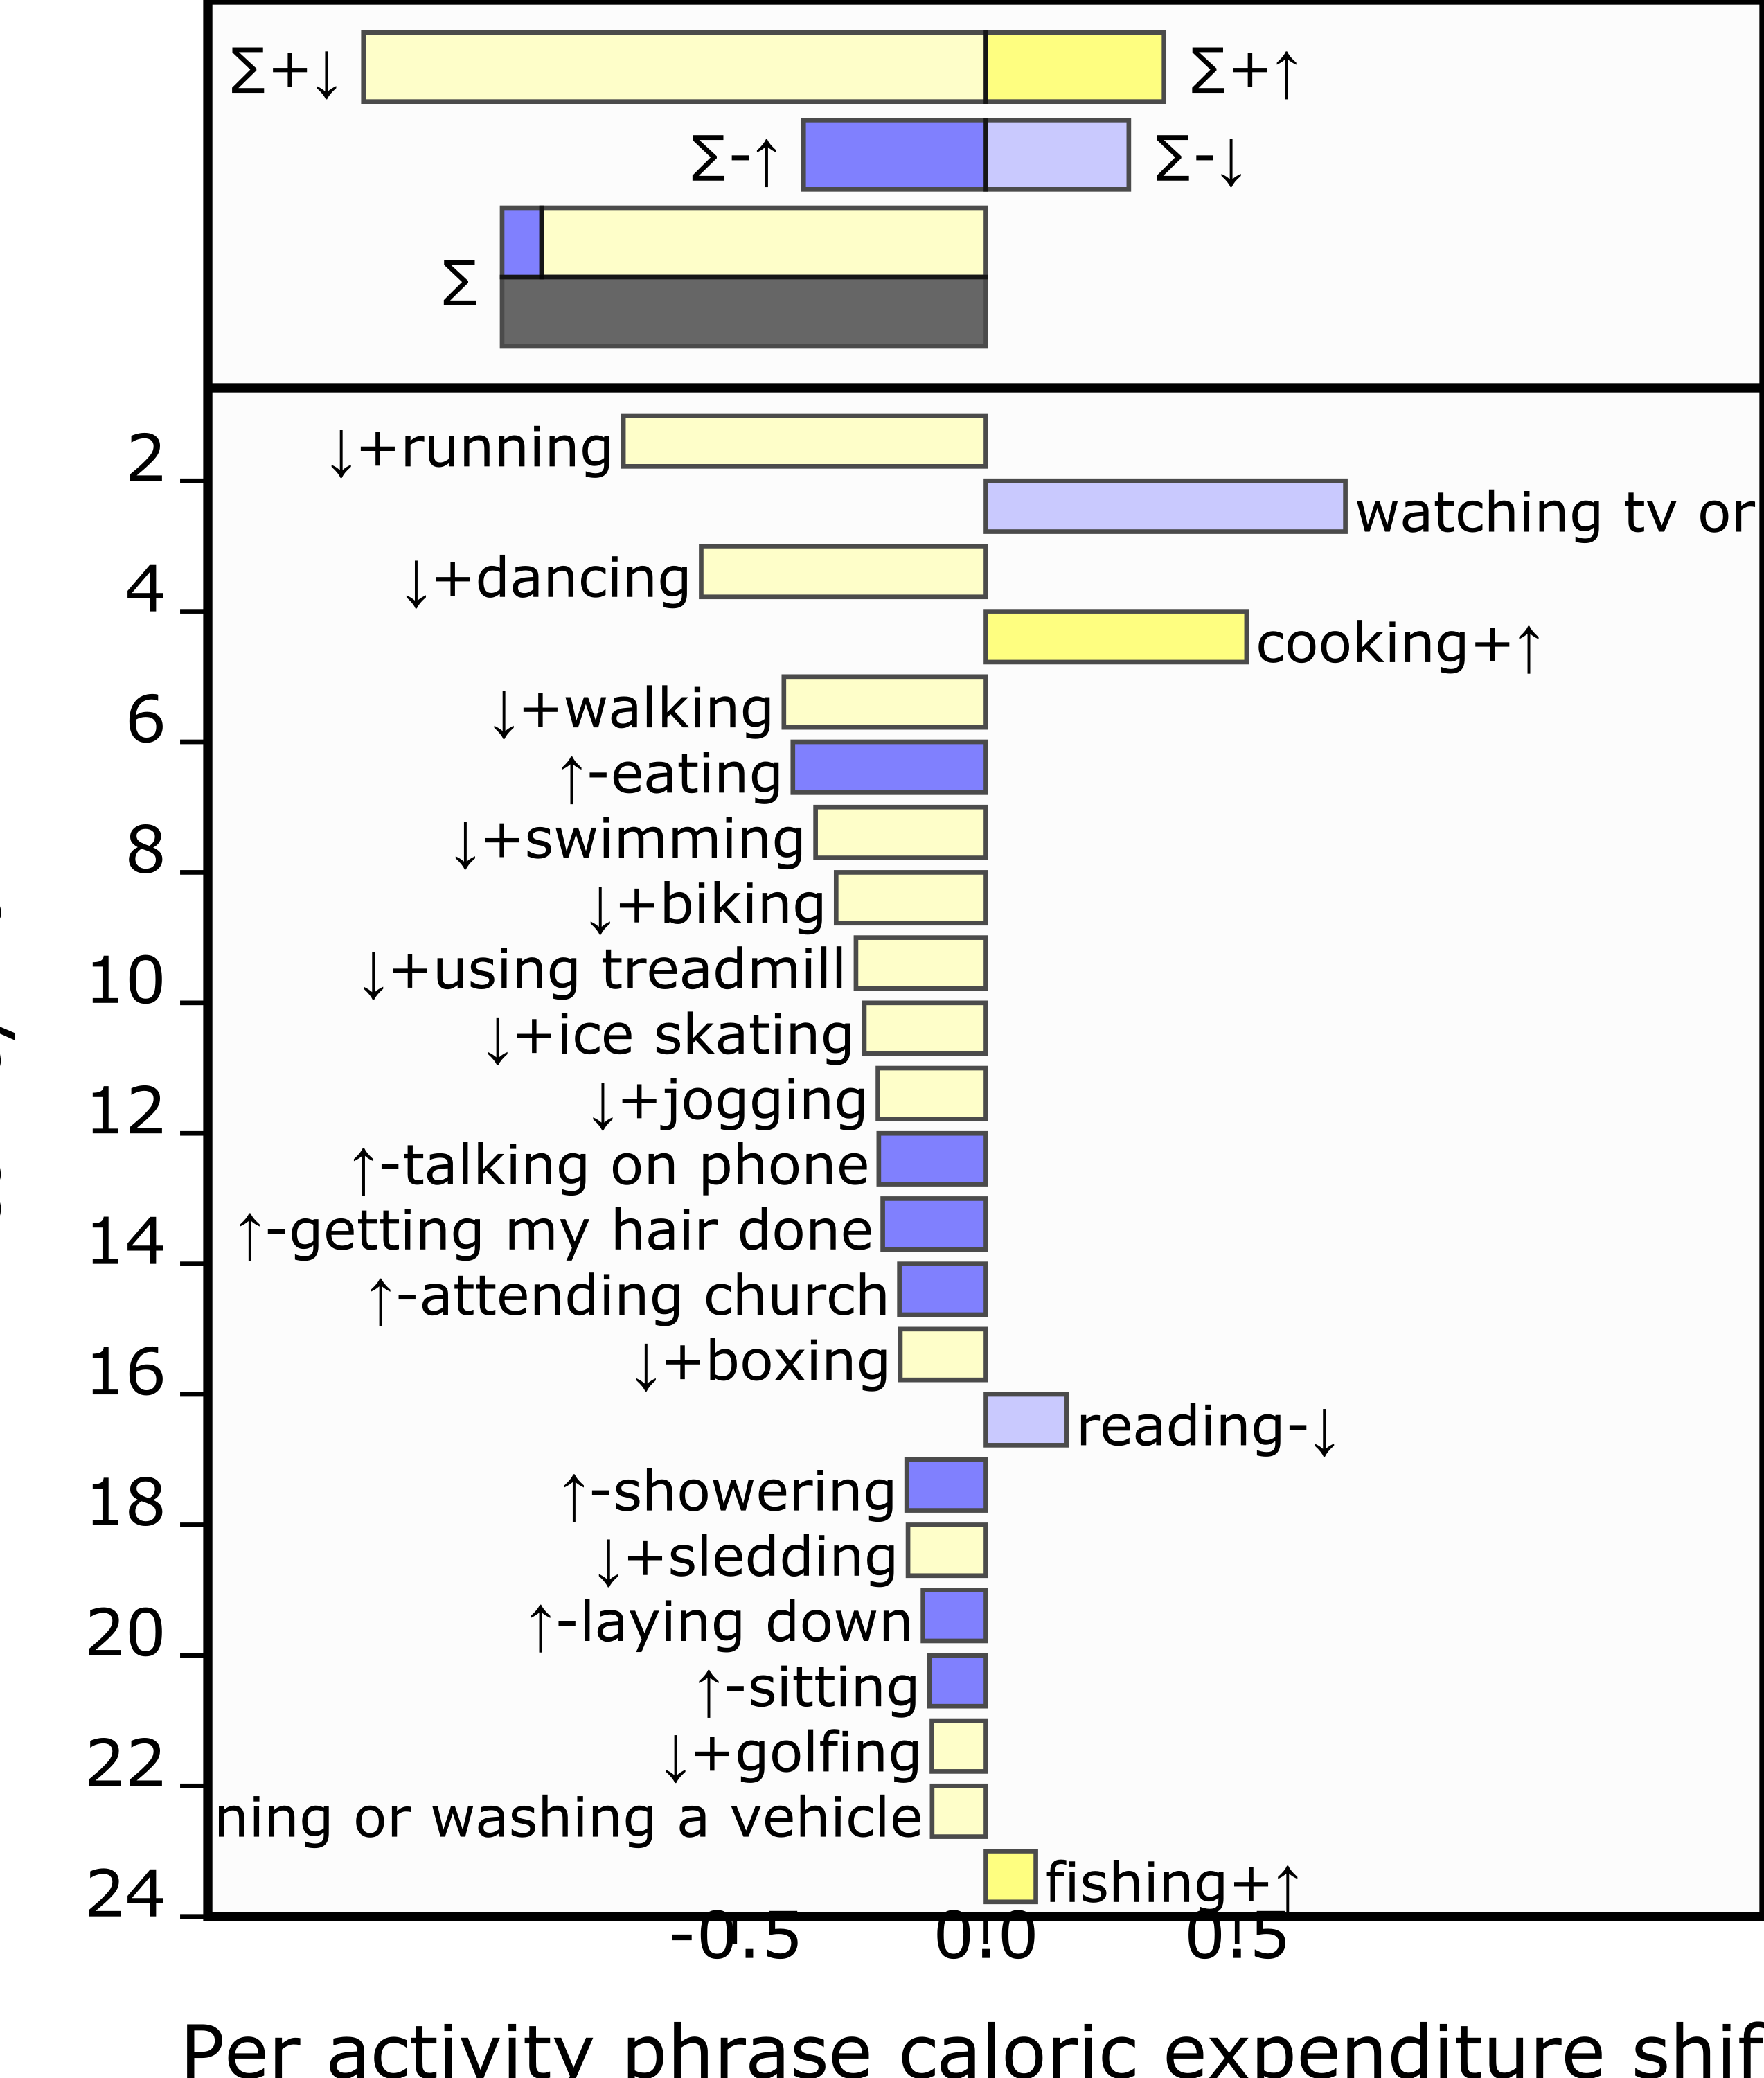 ∑+↓ ∑+↑
∑-↑ ∑-↓
∑
↓+running
2
watching tv or
↓+dancing
4
cooking+↑
↓+walking
6
↑-eating
↓+swimming
8
↓+biking
↓+using treadmill
10
↓+ice skating
↓+jogging
12
↑-talking on phone
↑-getting my hair done
14
↑-attending church
↓+boxing
16
reading-↓
↑-showering
18
↓+sledding
↑-laying down
20
↑-sitting
↓+golfing
22
ning or washing a vehicle
fishing+↑
24
-0.5 0.0 0.5
Per activity phrase caloric expenditure shif